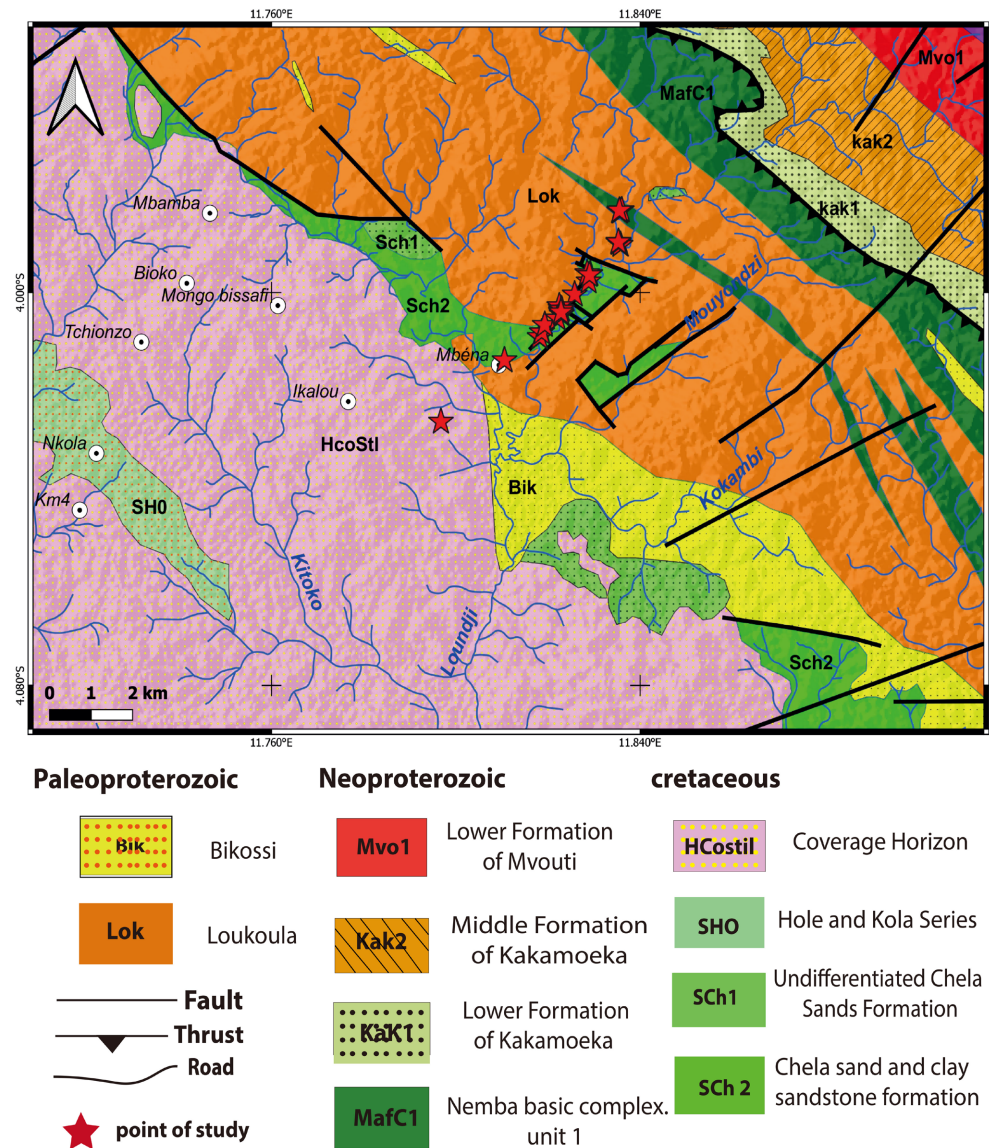 11.760°E
11.840°E
Mvo1
MafC1
kak2
Lok
kak1
Mbamba
Sch1
Bioko
4.000°S
Mongo bissafi
Mouyondzi
Sch2
Tchionzo
Mbéna
Ikalou
HcoStl
Nkola
Bik
Kokambi
Km4
SH0
Kitoko
Loundji
Sch2
4.080°S
0 1 2 km
11.760°E
11.840°E
Paleoproterozoic
Bik
Bikossi
Lok
Loukoula
Fault
Thrust
Road
point of study
Neoproterozoic
Mvo1
Lower Formation
of Mvouti
Kak2
Middle Formation
of Kakamoeka
KaK1
Lower Formation
of Kakamoeka
MafC1
Nemba basic complex.
unit 1
cretaceous
HCostil
Coverage Horizon
SHO
Hole and Kola Series
SCh1
Undifferentiated Chela
Sands Formation
SCh 2
Chela sand and clay
sandstone formation